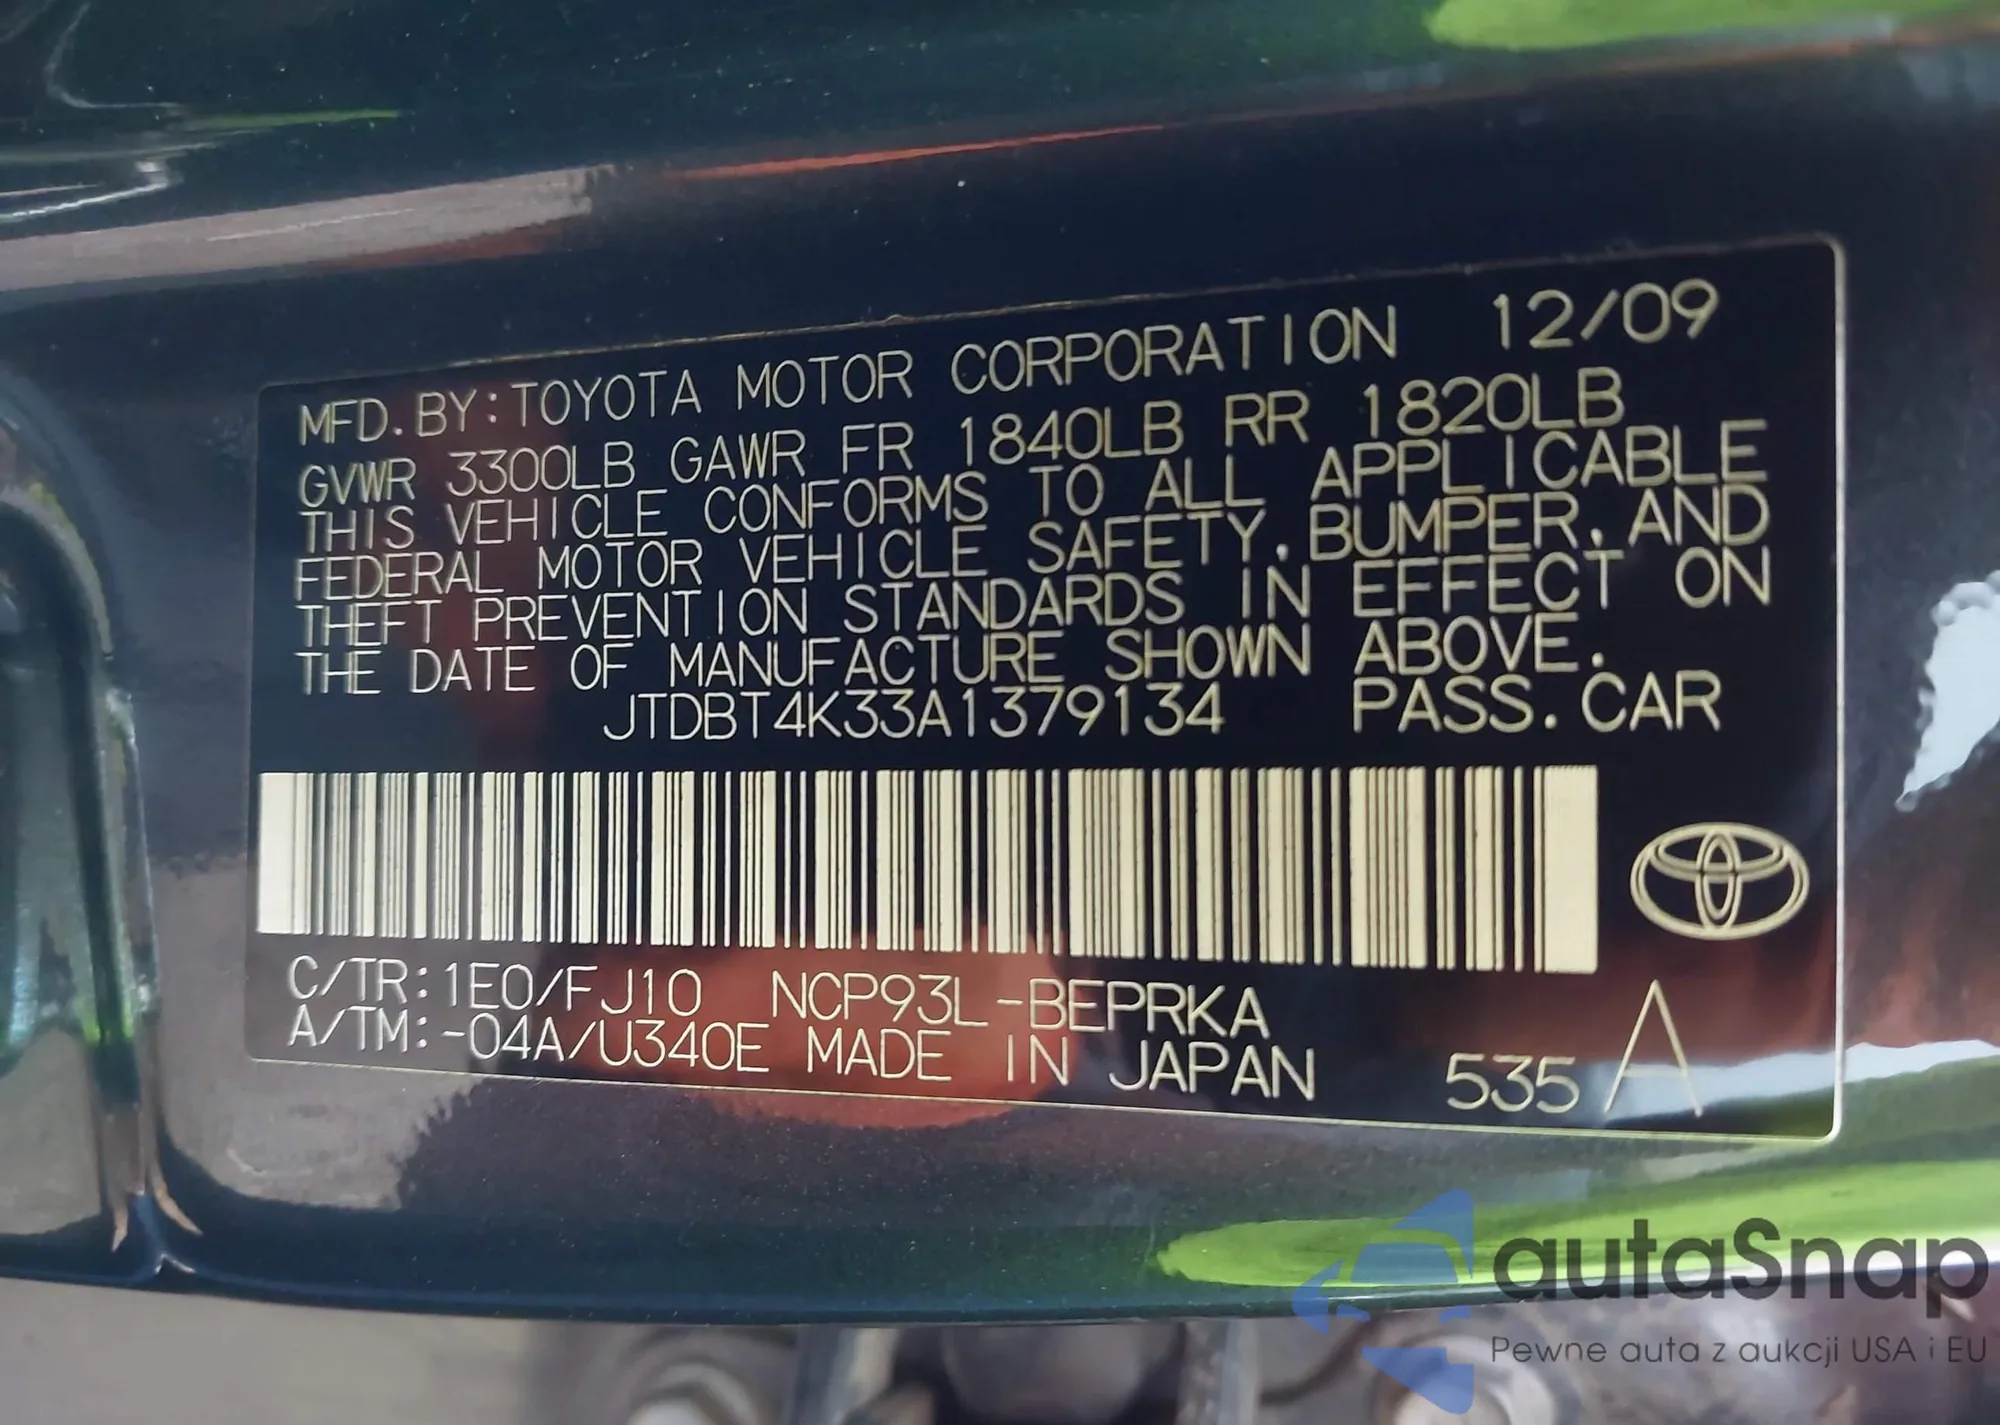 MFD. BY: TOYOTA MOTOR CORPORATION 12/09
GVWR 3300LB GAWR FR 1840LB RR 1820LB
THIS VEHICLE CONFORMS TO ALL APPLICABLE
FEDERAL MOTOR VEHICLE SAFETY, BUMPER, AND
THEFT PREVENTION STANDARDS IN EFFECT ON
THE DATE OF MANUFACTURE SHOWN ABOVE.
JTDBT4K33A1379134 PASS. CAR
C/TR: 1E0/FJ10 NCP93L-BEPRKA
A/TM: -04A/U340E MADE IN JAPAN 535 A
autaSnap
Pewne auta z aukcji USA i EU